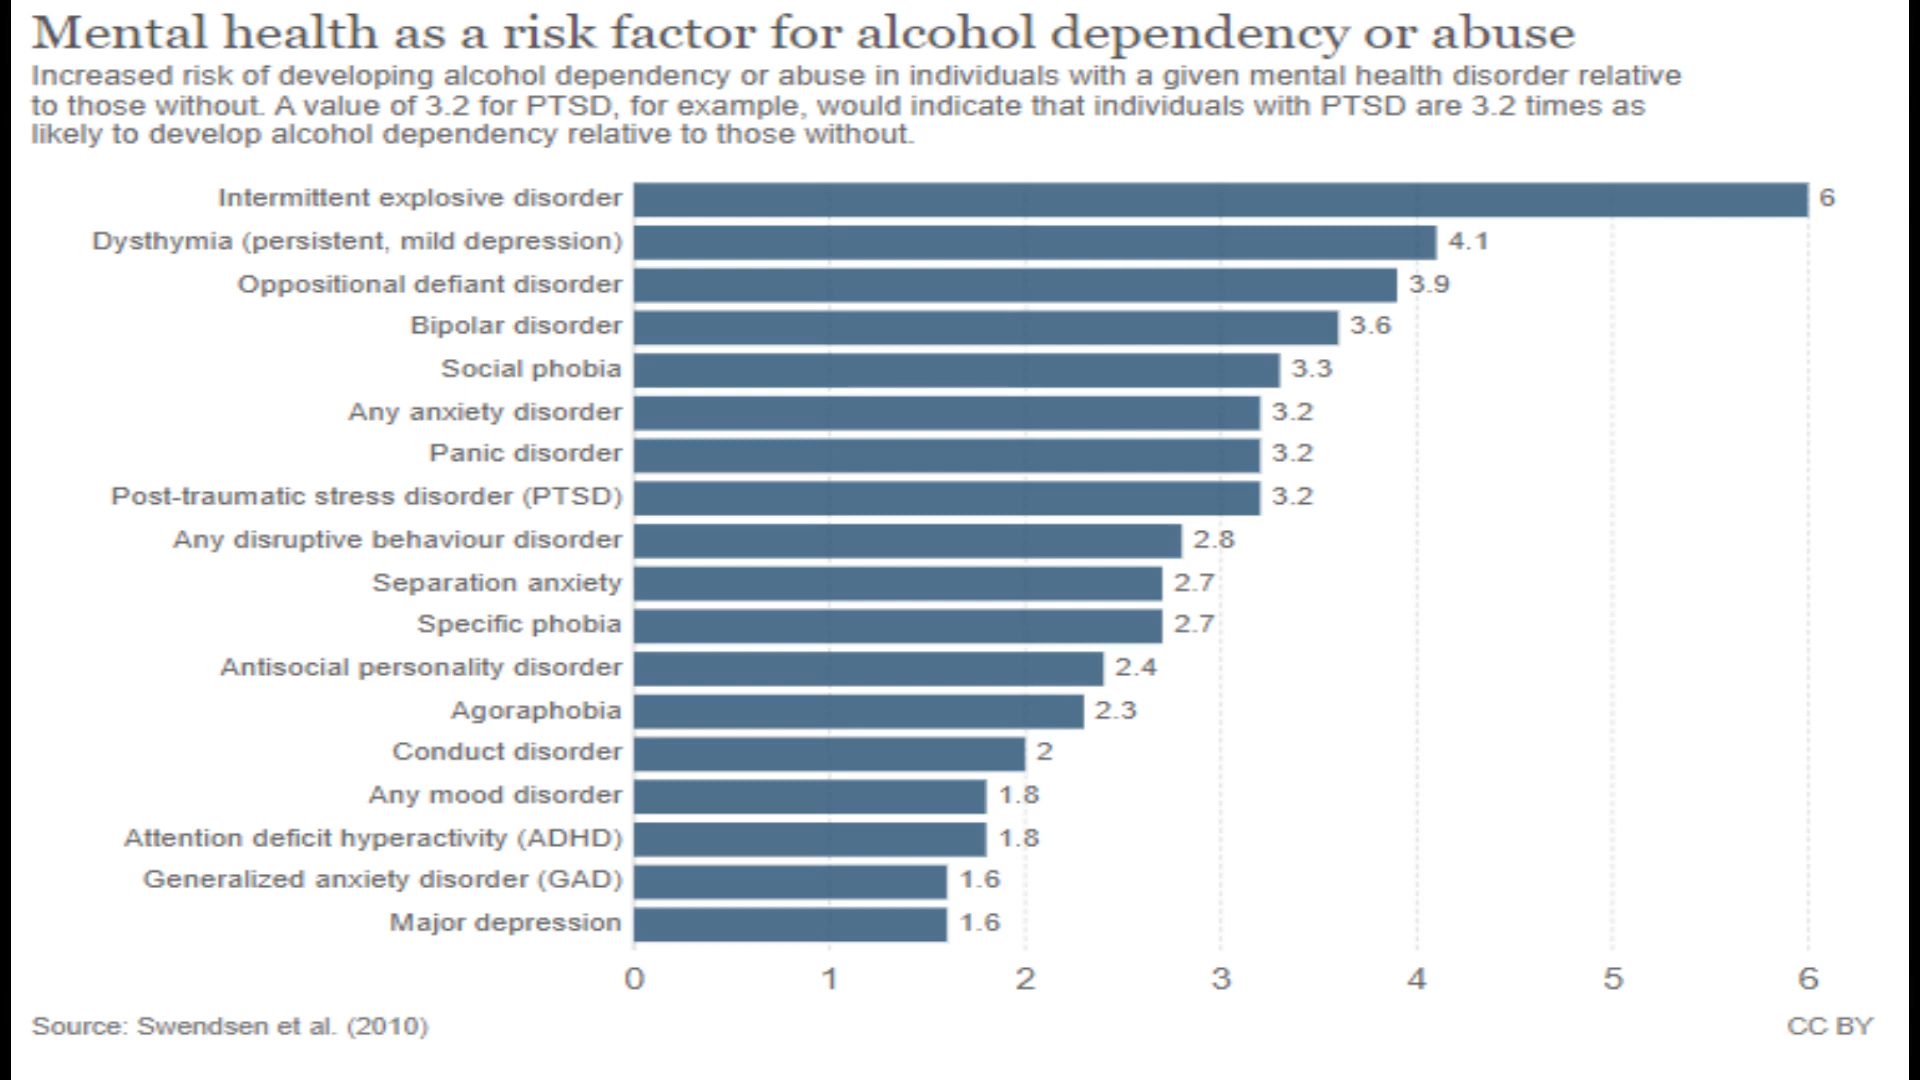 Mental health as a risk factor for alcohol dependency or abuse
Increased risk of developing alcohol dependency or abuse in individuals with a given mental health disorder relative
to those without. A value of 3.2 for PTSD, for example, would indicate that individuals with PTSD are 3.2 times as
likely to develop alcohol dependency relative to those without.
Intermittent explosive disorder 6
Dysthymia (persistent, mild depression) 4.1
Oppositional defiant disorder 3.9
Bipolar disorder 3.6
Social phobia 3.3
Any anxiety disorder 3.2
Panic disorder 3.2
Post-traumatic stress disorder (PTSD) 3.2
Any disruptive behaviour disorder 2.8
Separation anxiety 2.7
Specific phobia 2.7
Antisocial personality disorder 2.4
Agoraphobia 2.3
Conduct disorder 2
Any mood disorder 1.8
Attention deficit hyperactivity (ADHD) 1.8
Generalized anxiety disorder (GAD) 1.6
Major depression 1.6
0 1 2 3 4 5 6
Source: Swendsen et al. (2010) CC BY